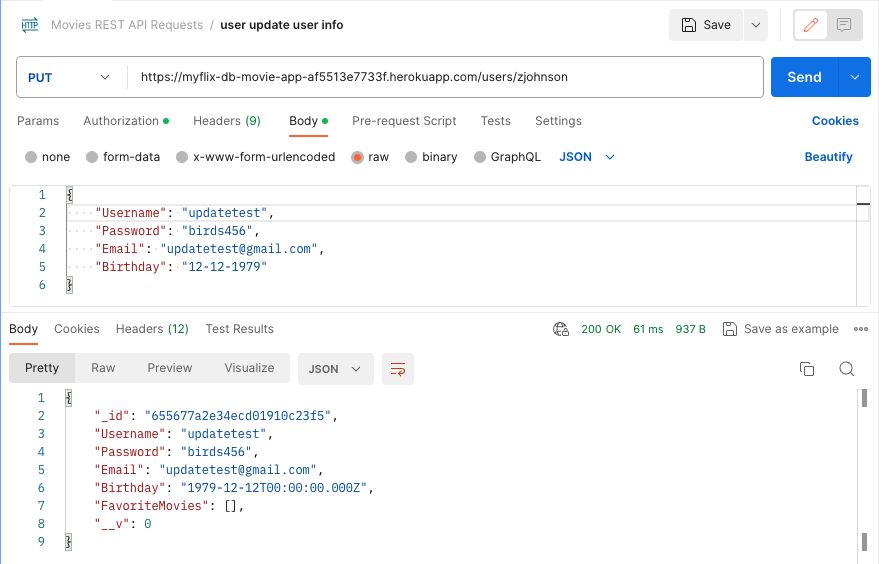 HTTP Movies REST API Requests / user update user info Save
PUT https://myflix-db-movie-app-af5513e7733f.herokuapp.com/users/zjohnson Send
Params Authorization Headers (9) Body Pre-request Script Tests Settings Cookies
none form-data x-www-form-urlencoded raw binary GraphQL JSON Beautify
1 {
2 "Username": "updatetest",
3 "Password": "birds456",
4 "Email": "updatetest@gmail.com",
5 "Birthday": "12-12-1979"
6 }
Body Cookies Headers (12) Test Results 200 OK 61 ms 937 B Save as example
Pretty Raw Preview Visualize JSON
1 {
2 "_id": "655677a2e34ecd01910c23f5",
3 "Username": "updatetest",
4 "Password": "birds456",
5 "Email": "updatetest@gmail.com",
6 "Birthday": "1979-12-12T00:00:00.000Z",
7 "FavoriteMovies": [],
8 "__v": 0
9 }